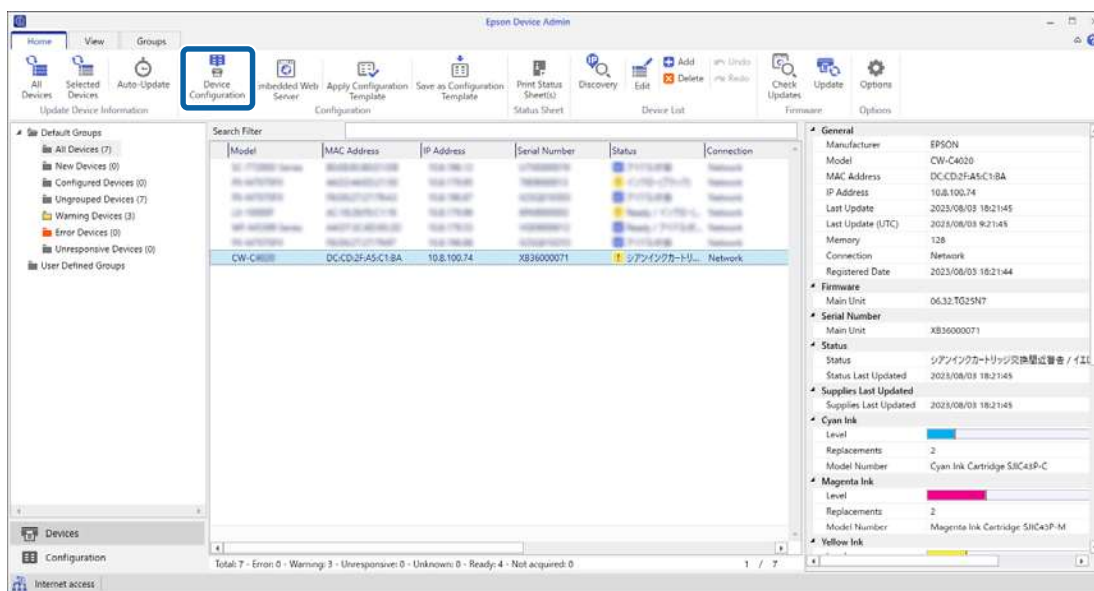 Epson Device Admin
Home View Groups
All Devices
Selected Devices
Auto-Update
Device Configuration
Embedded Web Server
Apply Configuration Template
Save as Configuration Template
Print Status Sheet(s)
Discovery
Edit
Add
Delete
Undo
Redo
Check Updates
Update
Options
Update Device Information
Configuration
Status Sheet
Device List
Firmware
Options
Default Groups
All Devices (7)
New Devices (0)
Configured Devices (0)
Ungrouped Devices (7)
Warning Devices (3)
Error Devices (0)
Unresponsive Devices (0)
User Defined Groups
Devices
Configuration
Internet access
Search Filter
Model MAC Address IP Address Serial Number Status Connection
CW-C4020 DC:CD:2F:A5:C1:BA 10.8.100.74 XB36000071 シアンインクカートリ... Network
Total: 7 - Error: 0 - Warning: 3 - Unresponsive: 0 - Unknown: 0 - Ready: 4 - Not acquired: 0
1 / 7
General
Manufacturer EPSON
Model CW-C4020
MAC Address DC:CD:2F:A5:C1:BA
IP Address 10.8.100.74
Last Update 2023/08/03 18:21:45
Last Update (UTC) 2023/08/03 9:21:45
Memory 128
Connection Network
Registered Date 2023/08/03 18:21:44
Firmware
Main Unit 06.32.TG25N7
Serial Number
Main Unit XB36000071
Status
Status シアンインクカートリッジ交換間近警告 / イエ
Status Last Updated 2023/08/03 18:21:45
Supplies Last Updated
Supplies Last Updated 2023/08/03 18:21:45
Cyan Ink
Level
Replacements 2
Model Number Cyan Ink Cartridge SJIC43P-C
Magenta Ink
Level
Replacements 2
Model Number Magenta Ink Cartridge SJIC43P-M
Yellow Ink